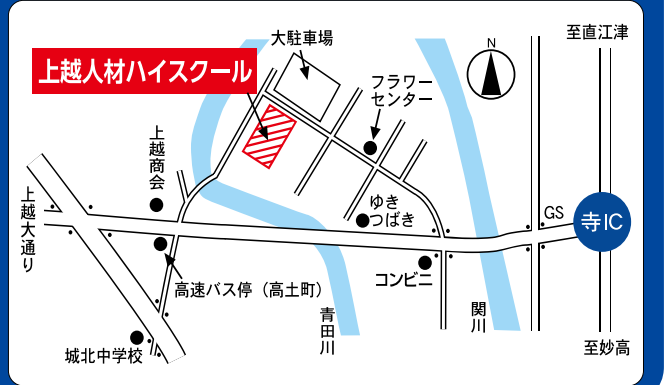 大駐車場
至直江津
N
上越人材ハイスクール
フラワー
センター
上越商会
上越大通り
ゆき
つばき
GS
寺IC
高速バス停（高土町）
コンビニ
青田川
関川
城北中学校
至妙高